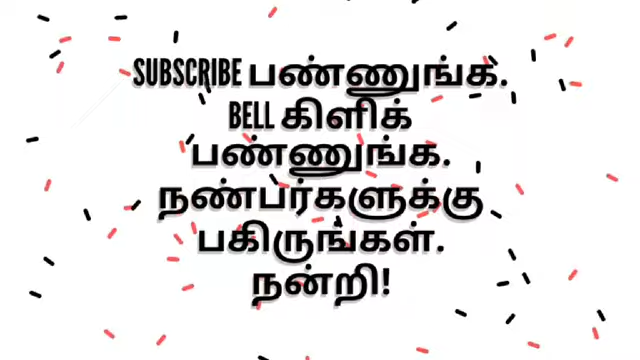 SUBSCRIBE பண்ணுங்க.
BELL கிளிக்
பண்ணுங்க.
நண்பர்களுக்கு
பகிருங்கள்.
நன்றி!